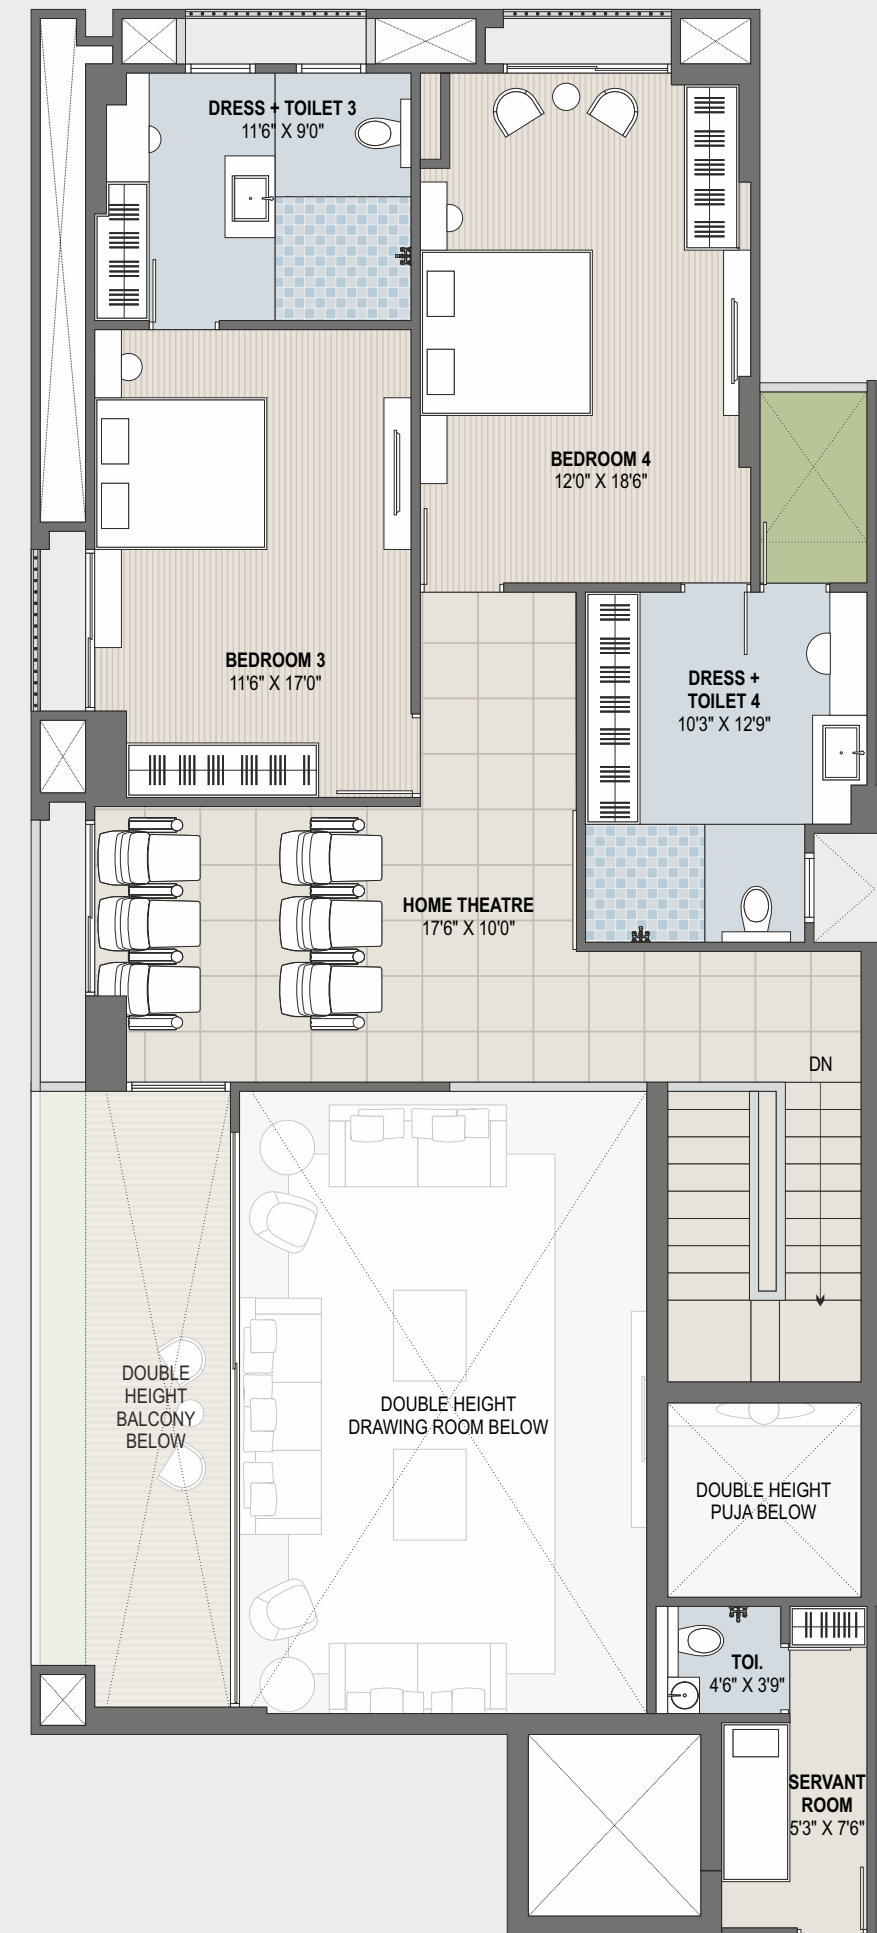 DRESS + TOILET 3
11'6" X 9'0"
BEDROOM 4
12'0" X 18'6"
BEDROOM 3
11'6" X 17'0"
DRESS +
TOILET 4
10'3" X 12'9"
HOME THEATRE
17'6" X 10'0"
DN
DOUBLE
HEIGHT
BALCONY
BELOW
DOUBLE HEIGHT
DRAWING ROOM BELOW
DOUBLE HEIGHT
PUJA BELOW
TOI.
4'6" X 3'9"
SERVANT
ROOM
5'3" X 7'6"